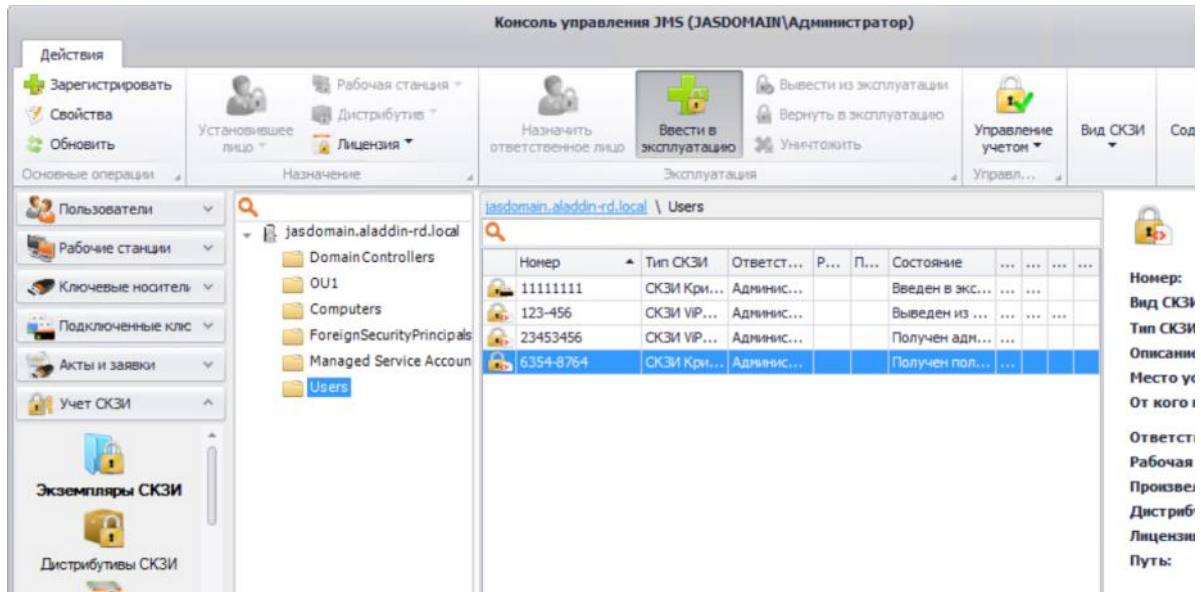 Консоль управления JMS (JASDOMAIN\Администратор)
Действия
Зарегистрировать
Свойства
Обновить
Основные операции
Установившее лицо
Рабочая станция
Дистрибутив
Лицензия
Назначение
Назначить ответственное лицо
Ввести в эксплуатацию
Вывести из эксплуатации
Вернуть в эксплуатацию
Уничтожить
Эксплуатация
Управление учетом
Управл...
Вид СКЗИ
Сод
Пользователи
Рабочие станции
Ключевые носител
Подключенные клю
Акты и заявки
Учет СКЗИ
Экземпляры СКЗИ
Дистрибутивы СКЗИ
jasdomain.aladdin-rd.local
Domain Controllers
OU1
Computers
ForeignSecurityPrincipals
Managed Service Accoun
Users
jasdomain.aladdin-rd.local \ Users
Номер Тип СКЗИ Ответст... Р... П... Состояние ... ... ... ...
11111111 СКЗИ Кри... Админис... Введен в экс... ... ...
123-456 СКЗИ ViP... Админис... Выведен из ... ... ... ...
23453456 СКЗИ ViP... Админис... Получен адм... ...
6354-8764 СКЗИ Кри... Админис... Получен пол... ...
Номер:
Вид СКЗИ
Тип СКЗИ
Описание
Место ус
От кого
Ответст
Рабочая
Произвел
Дистриб
Лицензи
Путь: